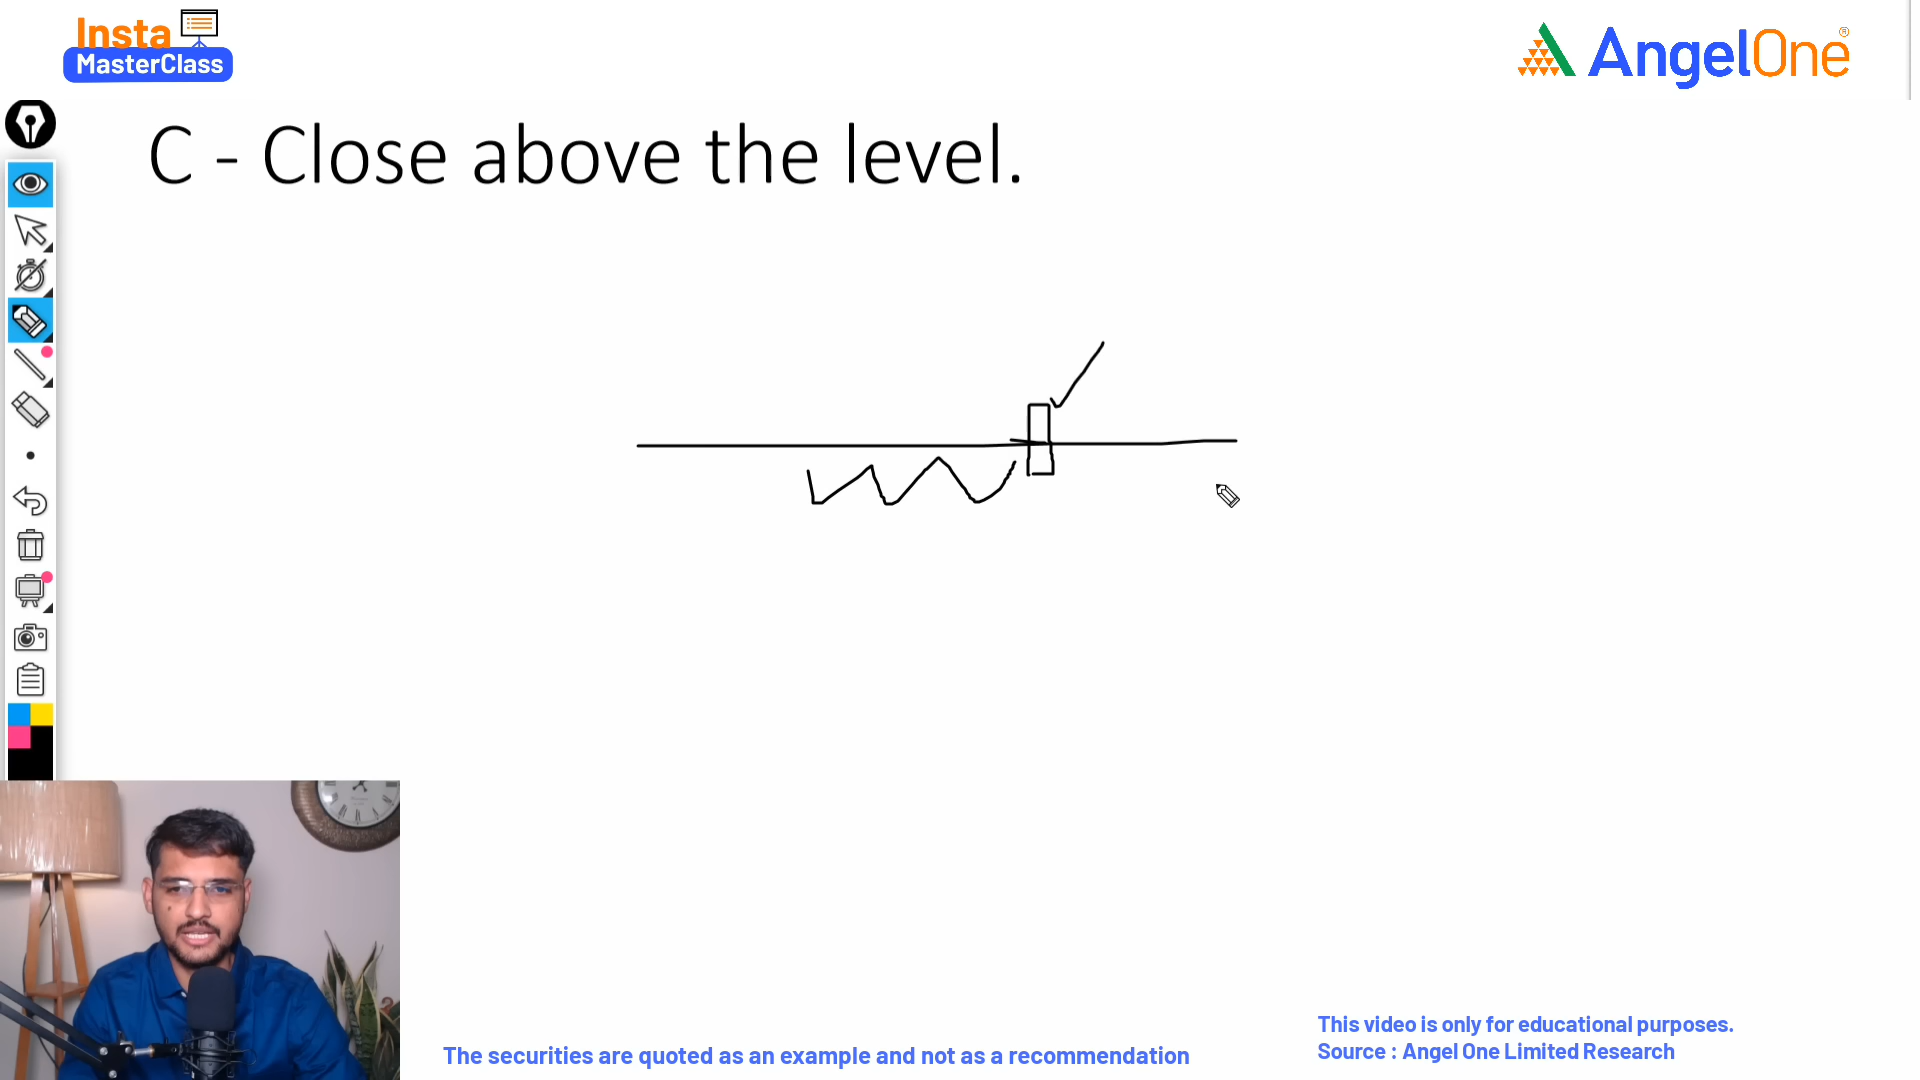 Insta
MasterClass
AngelOne®
C - Close above the level.
The securities are quoted as an example and not as a recommendation
This video is only for educational purposes.
Source : Angel One Limited Research